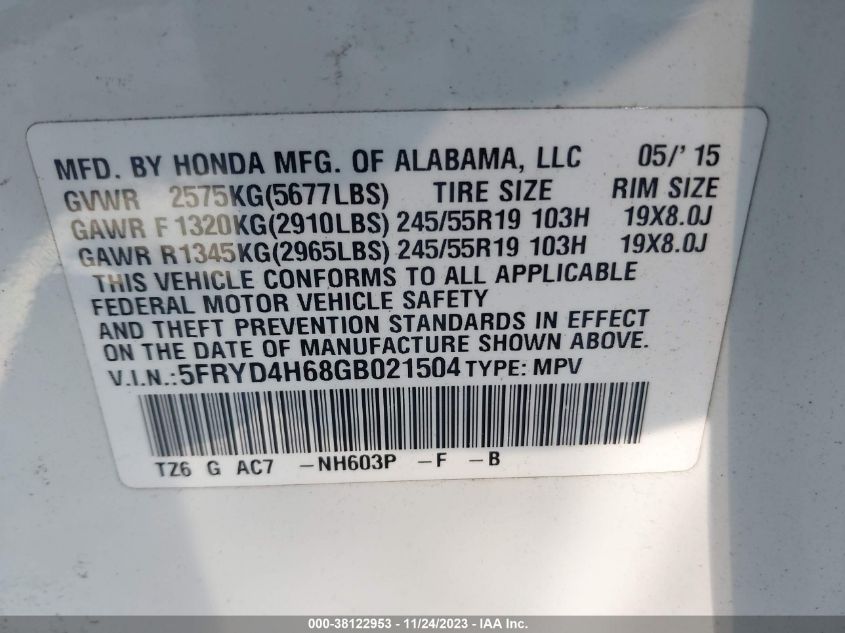 MFD. BY HONDA MFG. OF ALABAMA, LLC 05/' 15
GVWR 2575KG(5677LBS) TIRE SIZE RIM SIZE
GAWR F 1320KG(2910LBS) 245/55R19 103H 19X8.0J
GAWR R1345KG(2965LBS) 245/55R19 103H 19X8.0J
THIS VEHICLE CONFORMS TO ALL APPLICABLE
FEDERAL MOTOR VEHICLE SAFETY
AND THEFT PREVENTION STANDARDS IN EFFECT
ON THE DATE OF MANUFACTURE SHOWN ABOVE.
V.I.N.:5FRYD4H68GB021504 TYPE: MPV
TZ6 G AC7 -NH603P -F -B
000-38122953 - 11/24/2023 - IAA Inc.